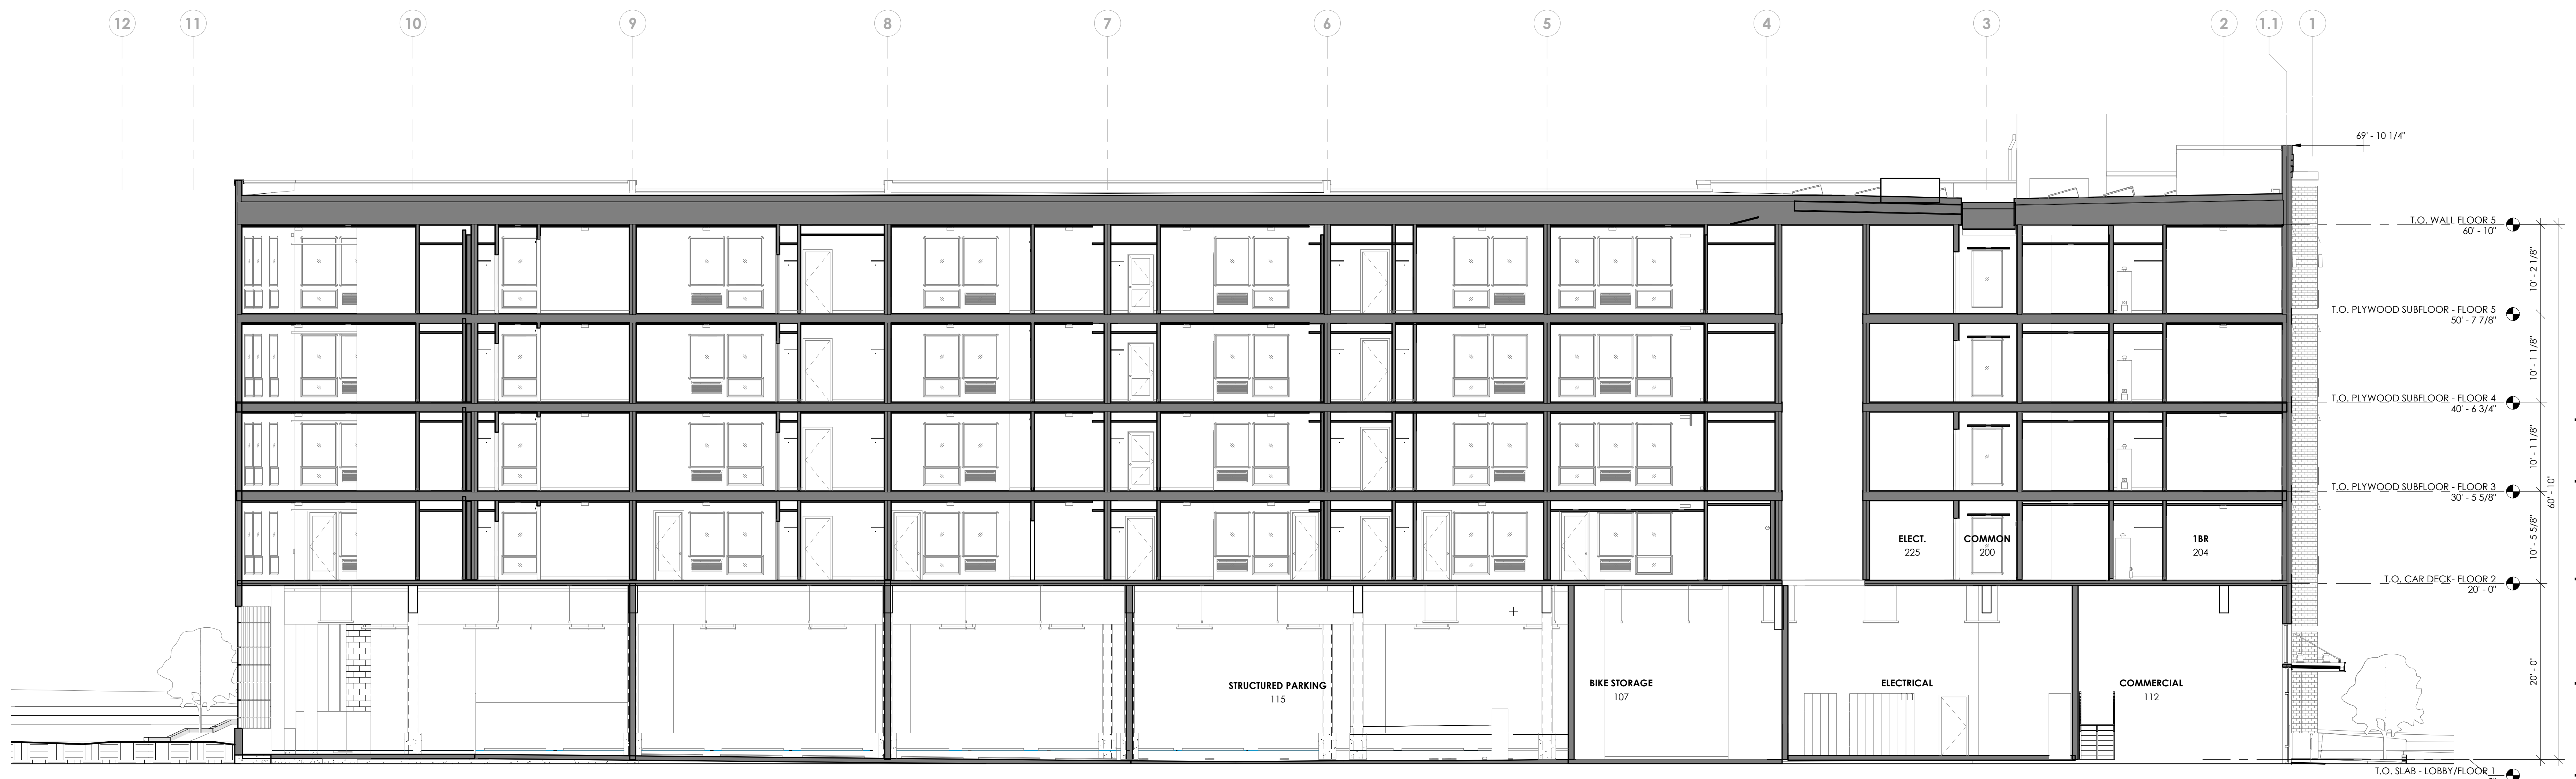 12
11
10
9
8
7
6
5
4
3
2
1.1
1
69' - 10 1/4"
T.O. WALL FLOOR 5
60' - 10"
10' - 2 1/8"
T.O. PLYWOOD SUBFLOOR - FLOOR 5
50' - 7 7/8"
10' - 1 1/8"
T.O. PLYWOOD SUBFLOOR - FLOOR 4
40' - 6 3/4"
10' - 1 1/8"
T.O. PLYWOOD SUBFLOOR - FLOOR 3
30' - 5 5/8"
60' - 10"
ELECT.
225
COMMON
200
1BR
204
10' - 5 5/8"
T.O. CAR DECK- FLOOR 2
20' - 0"
STRUCTURED PARKING
115
BIKE STORAGE
107
ELECTRICAL
111
COMMERCIAL
112
20' - 0"
T.O. SLAB - LOBBY/FLOOR 1